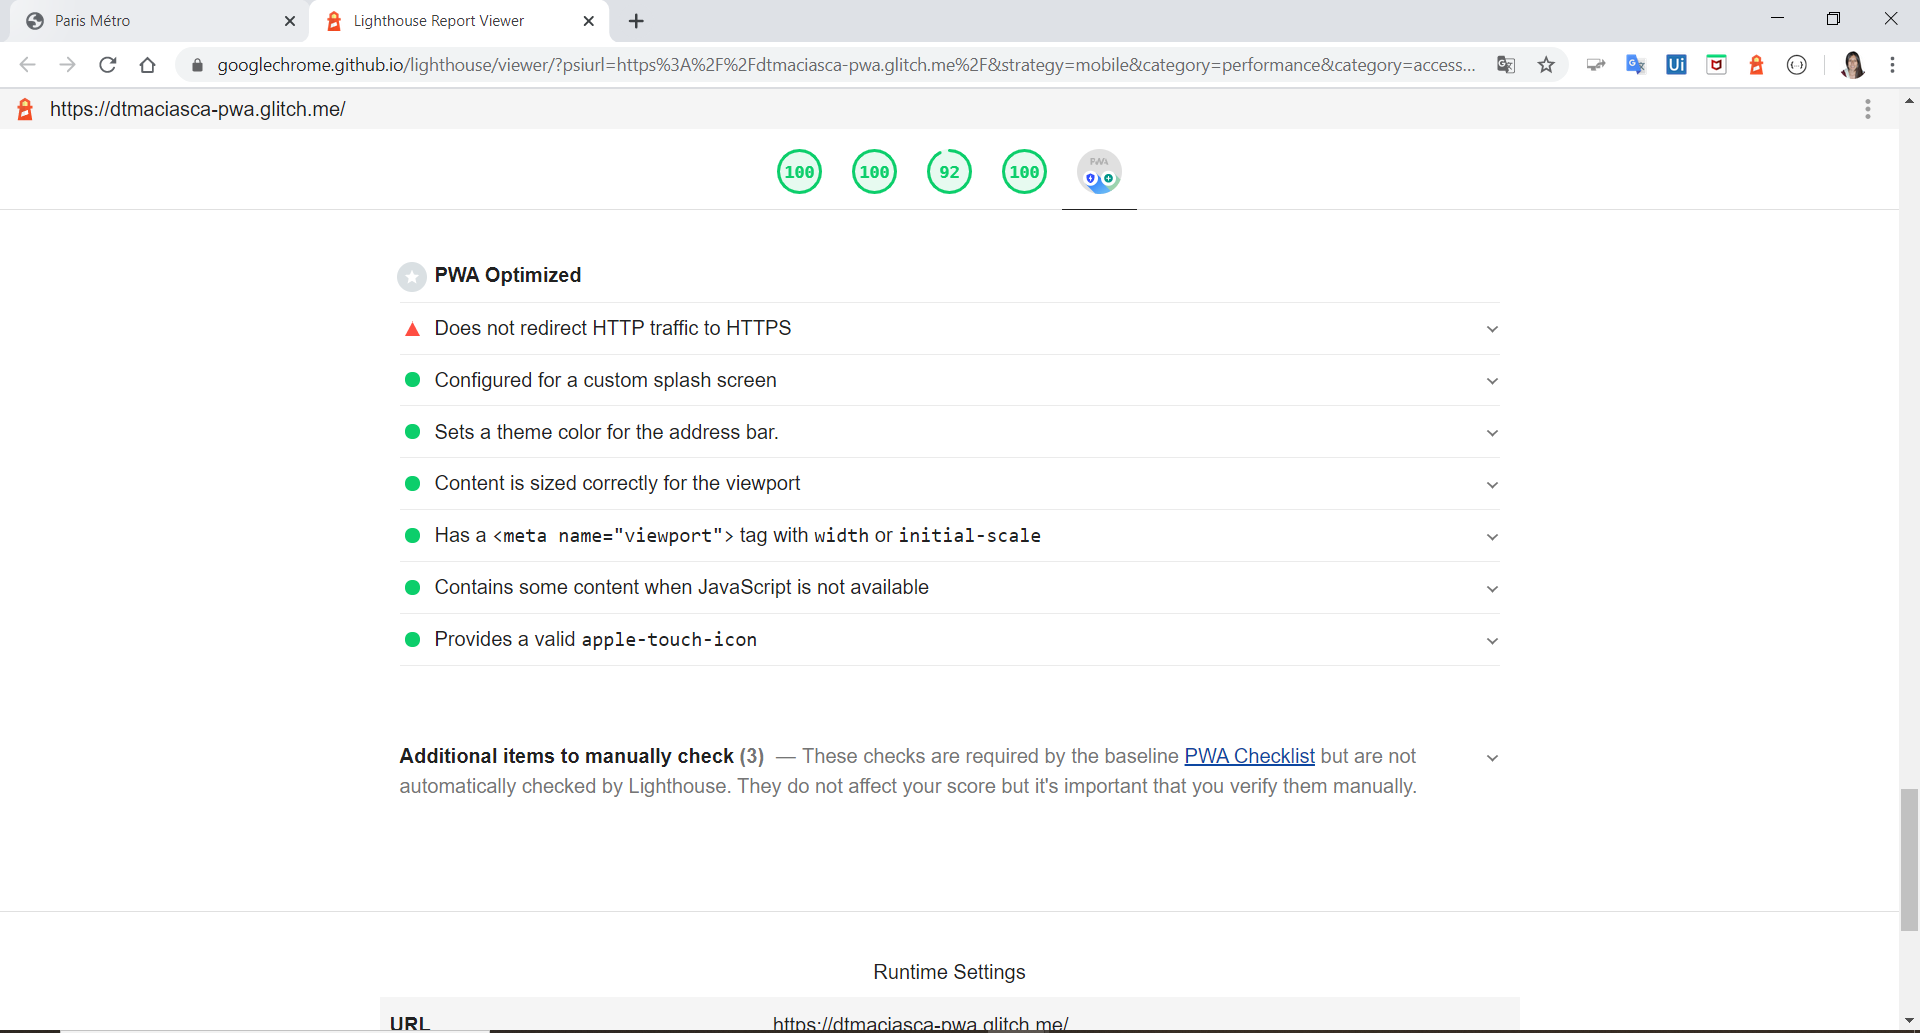 Paris Métro
Lighthouse Report Viewer
googlechrome.github.io/lighthouse/viewer/?psiurl=https%3A%2F%2Fdtmaciasca-pwa.glitch.me%2F&strategy=mobile&category=performance&category=access...
Ui
https://dtmaciasca-pwa.glitch.me/
100 100 92 100 PWA
PWA Optimized
Does not redirect HTTP traffic to HTTPS
Configured for a custom splash screen
Sets a theme color for the address bar.
Content is sized correctly for the viewport
Has a <meta name="viewport"> tag with width or initial-scale
Contains some content when JavaScript is not available
Provides a valid apple-touch-icon
Additional items to manually check (3) — These checks are required by the baseline PWA Checklist but are not
automatically checked by Lighthouse. They do not affect your score but it's important that you verify them manually.
Runtime Settings
URL https://dtmaciasca-pwa.glitch.me/